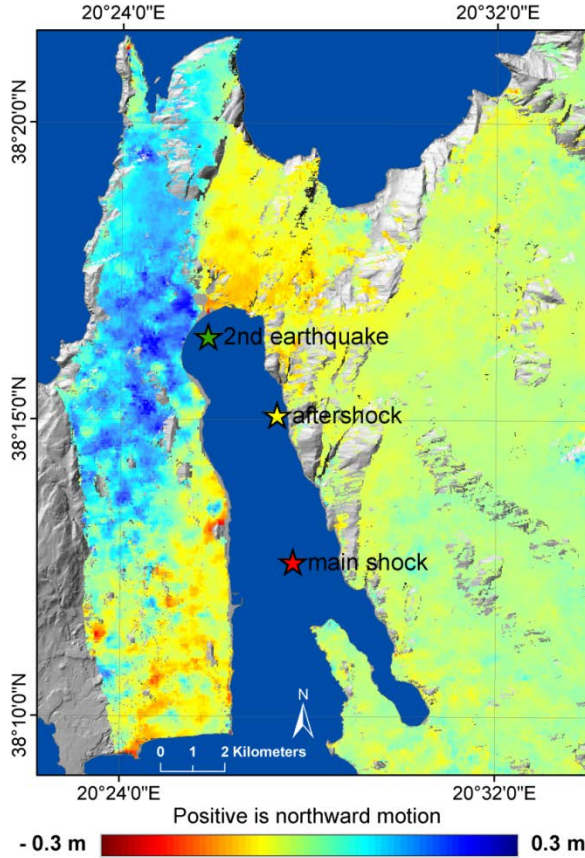 20°24'0"E 20°32'0"E
38°20'0"N
2nd earthquake
38°15'0"N
aftershock
main shock
N
38°10'0"N
0 1 2 Kilometers
20°24'0"E 20°32'0"E
Positive is northward motion
- 0.3 m 0.3 m